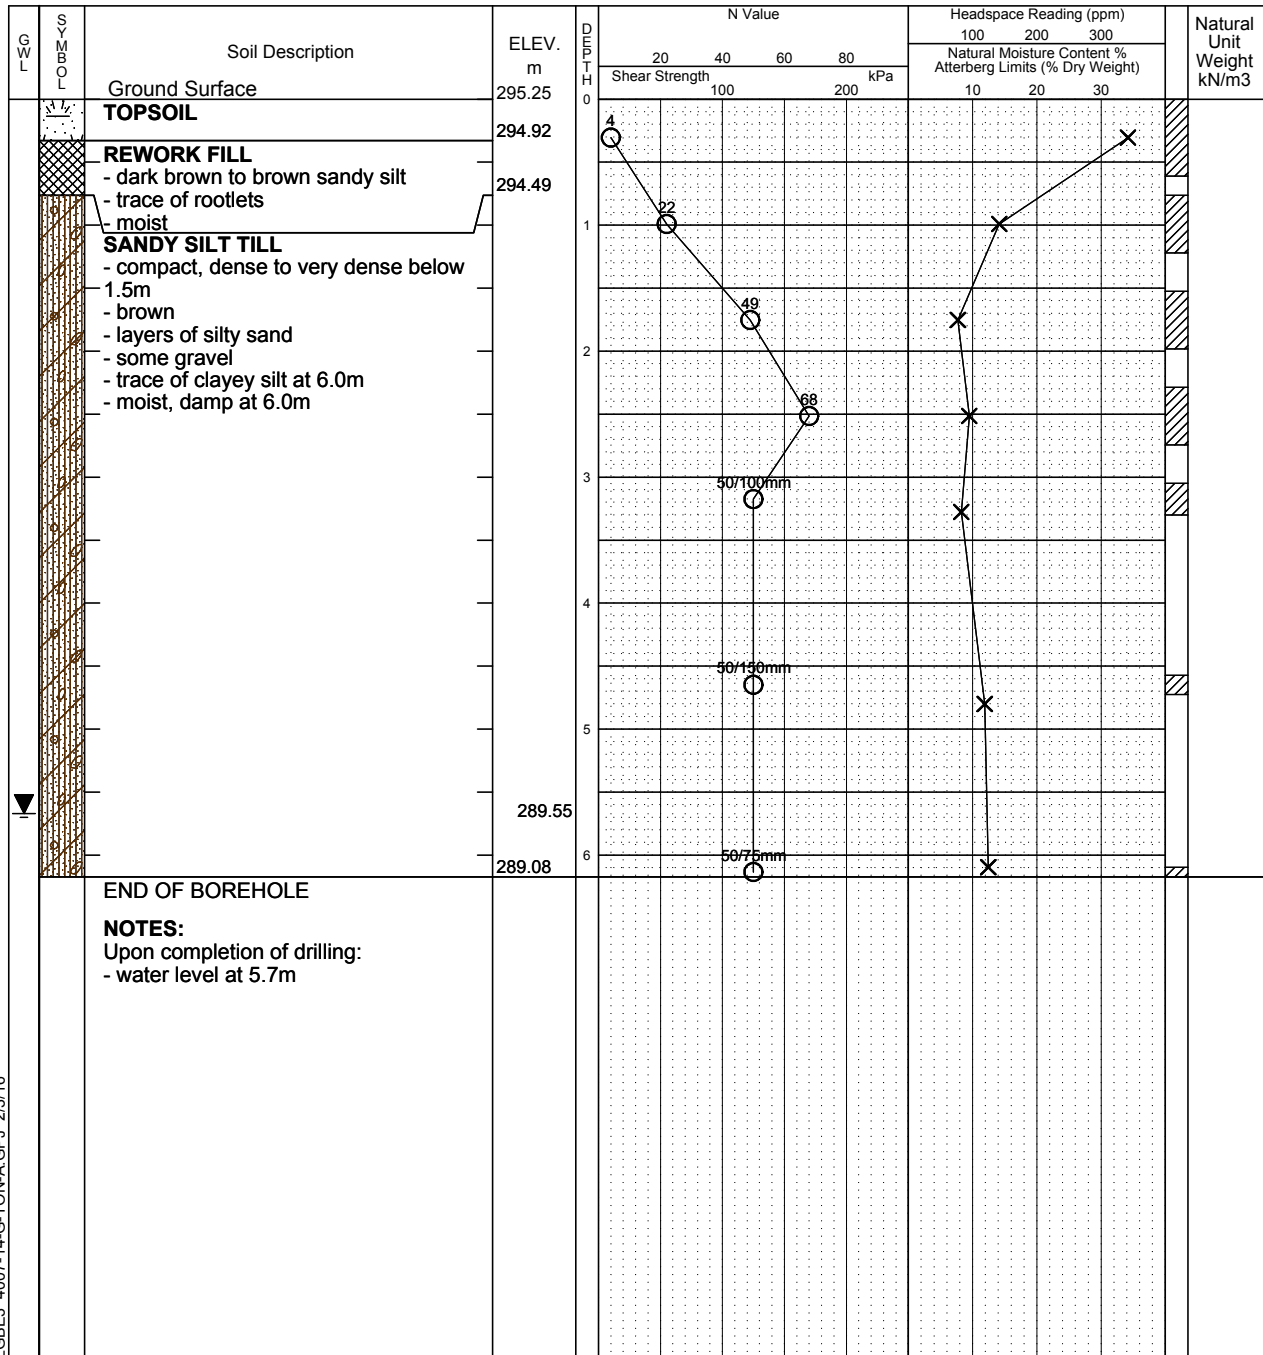 GWL
SYMBOL
Soil Description
Ground Surface
ELEV.
m
DEPTH
N Value
20 40 60 80
Shear Strength kPa
100 200
Headspace Reading (ppm)
100 200 300
Natural Moisture Content %
Atterberg Limits (% Dry Weight)
10 20 30
Natural
Unit
Weight
kN/m3
295.25
0
TOPSOIL
294.92
4
REWORK FILL
- dark brown to brown sandy silt
294.49
- trace of rootlets
- moist
22
1
SANDY SILT TILL
- compact, dense to very dense below
1.5m
- brown
49
- layers of silty sand
2
- some gravel
- trace of clayey silt at 6.0m
- moist, damp at 6.0m
68
3
50/100mm
4
50/150mm
5
289.55
6
50/75mm
289.08
END OF BOREHOLE
NOTES:
Upon completion of drilling:
- water level at 5.7m